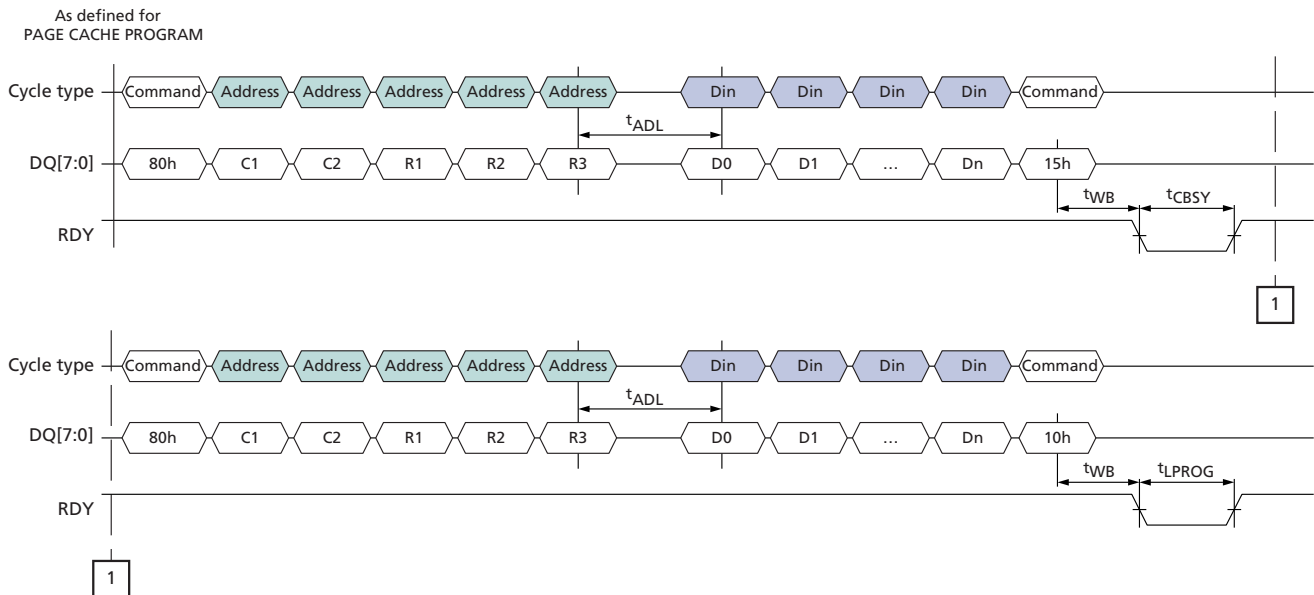 As defined for
PAGE CACHE PROGRAM
Cycle type Command Address Address Address Address Address Din Din Din Din Command
tADL
DQ[7:0] 80h C1 C2 R1 R2 R3 D0 D1 … Dn 15h
tWB tCBSY
RDY
1
Cycle type Command Address Address Address Address Address Din Din Din Din Command
tADL
DQ[7:0] 80h C1 C2 R1 R2 R3 D0 D1 … Dn 10h
tWB tLPROG
RDY
1